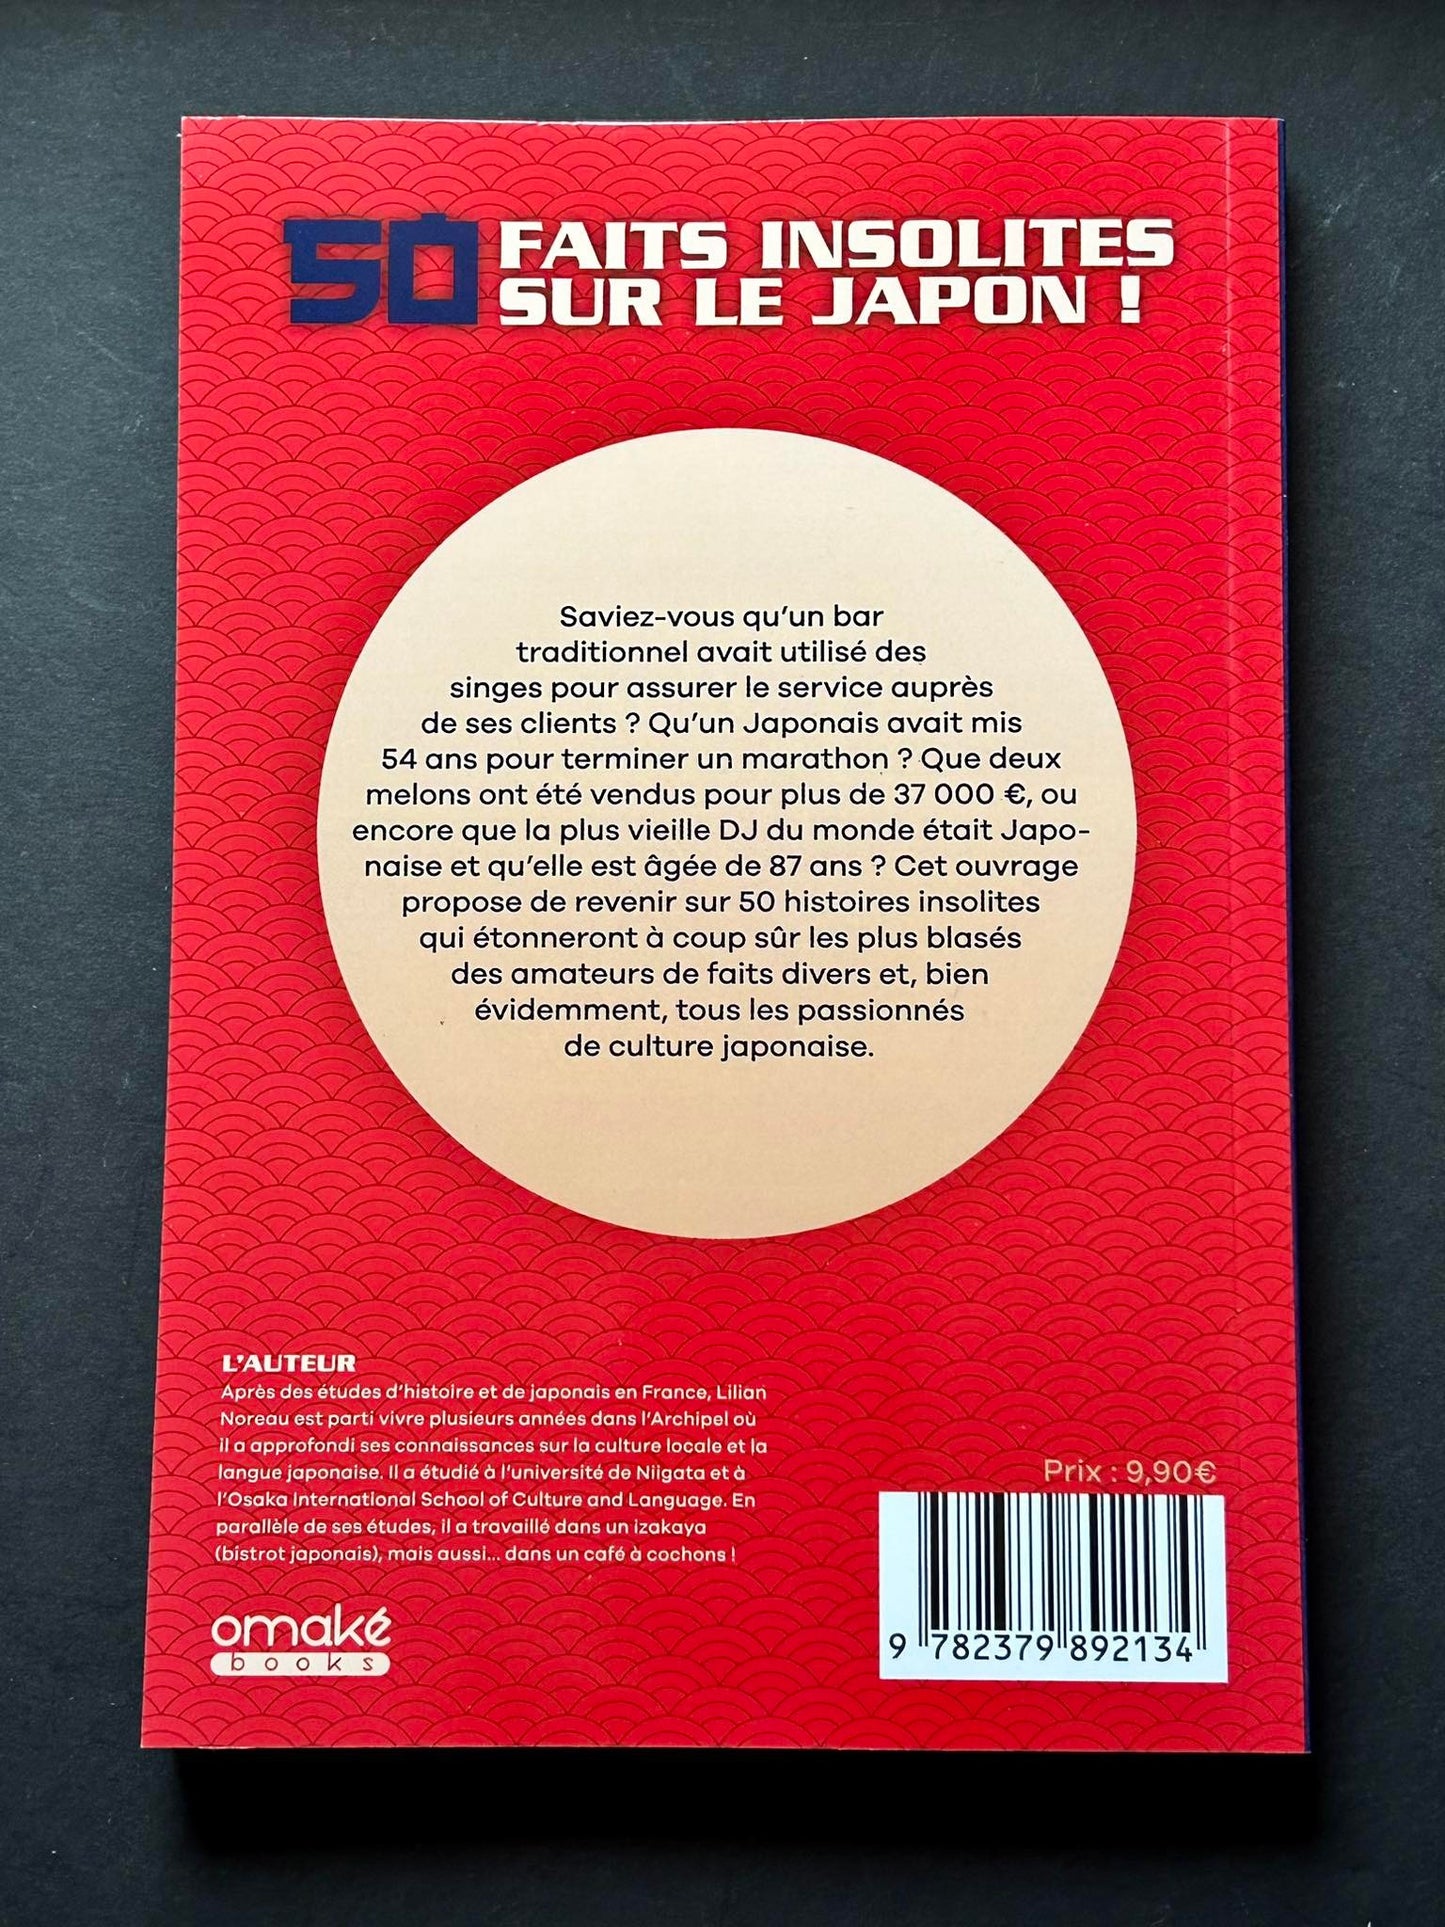 50 FAITS INSOLITES
SUR LE JAPON !
Saviez-vous qu'un bar
traditionnel avait utilisé des
singes pour assurer le service auprès
de ses clients ? Qu'un Japonais avait mis
54 ans pour terminer un marathon ? Que deux
melons ont été vendus pour plus de 37 000 €, ou
encore que la plus vieille DJ du monde était Japo-
naise et qu'elle est âgée de 87 ans ? Cet ouvrage
propose de revenir sur 50 histoires insolites
qui étonneront à coup sûr les plus blasés
des amateurs de faits divers et, bien
évidemment, tous les passionnés
de culture japonaise.
L'AUTEUR
Après des études d'histoire et de japonais en France, Lilian
Noreau est parti vivre plusieurs années dans l'Archipel où
il a approfondi ses connaissances sur la culture locale et la
langue japonaise. Il a étudié à l'université de Niigata et à
l'Osaka International School of Culture and Language. En
parallèle de ses études, il a travaillé dans un izakaya
(bistrot japonais), mais aussi... dans un café à cochons !
omaké
books
Prix : 9,90€
9 782379 892134